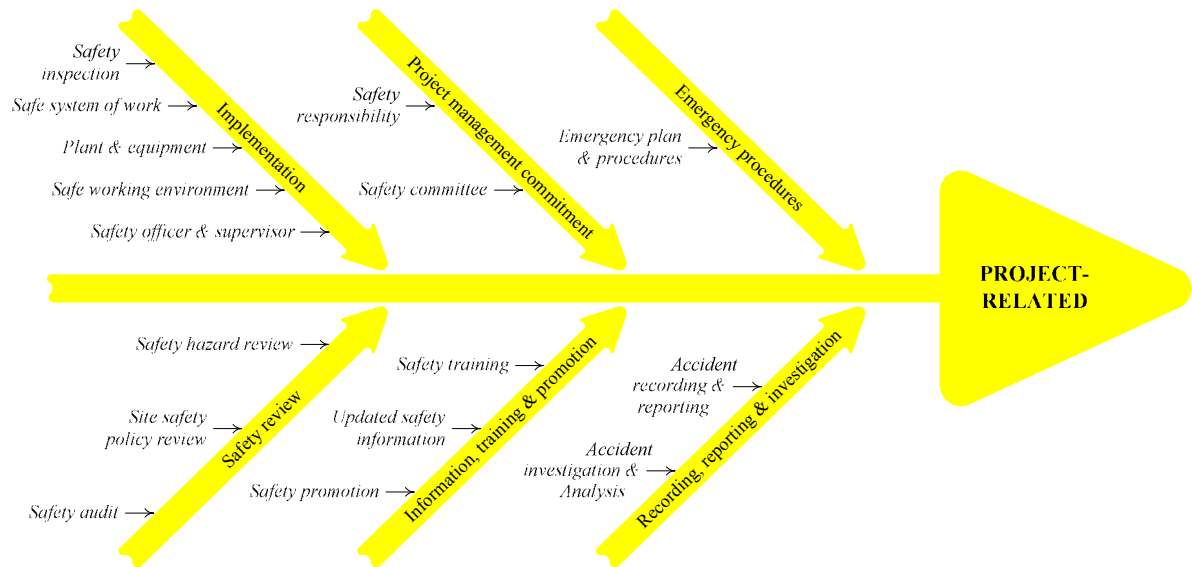 Safety
inspection
Safe system of work
Plant & equipment
Safe working environment
Safety officer & supervisor
Implementation
Safety
responsibility
Safety committee
Project management commitment
Emergency plan
& procedures
Emergency procedures
PROJECT-
RELATED
Safety hazard review
Site safety
policy review
Safety audit
Safety review
Safety training
Updated safety
information
Safety promotion
Information, training & promotion
Accident
recording &
reporting
Accident
investigation &
Analysis
Recording, reporting & investigation